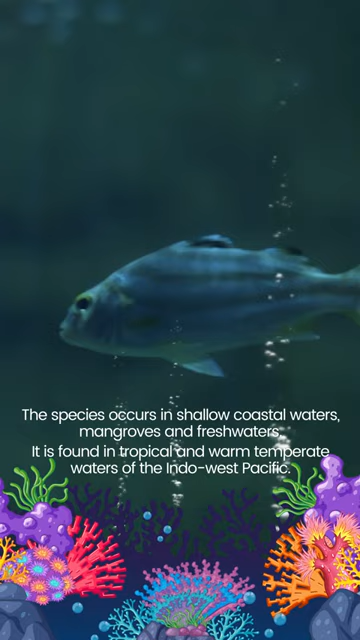 The species occurs in shallow coastal waters,
mangroves and freshwaters.
It is found in tropical and warm temperate
waters of the Indo-west Pacific.